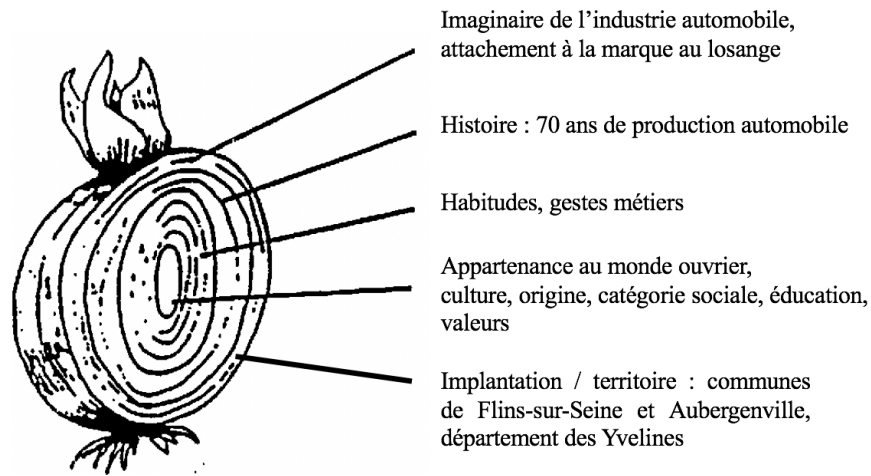 Imaginaire de l’industrie automobile,
attachement à la marque au losange
Histoire : 70 ans de production automobile
Habitudes, gestes métiers
Appartenance au monde ouvrier,
culture, origine, catégorie sociale, éducation,
valeurs
Implantation / territoire : communes
de Flins-sur-Seine et Aubergenville,
département des Yvelines